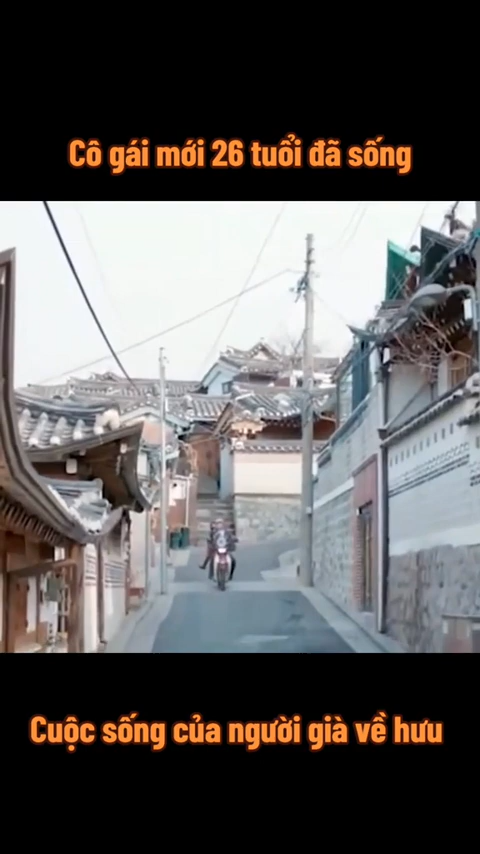 Cô gái mới 26 tuổi đã sống
Cuộc sống của người già về hưu